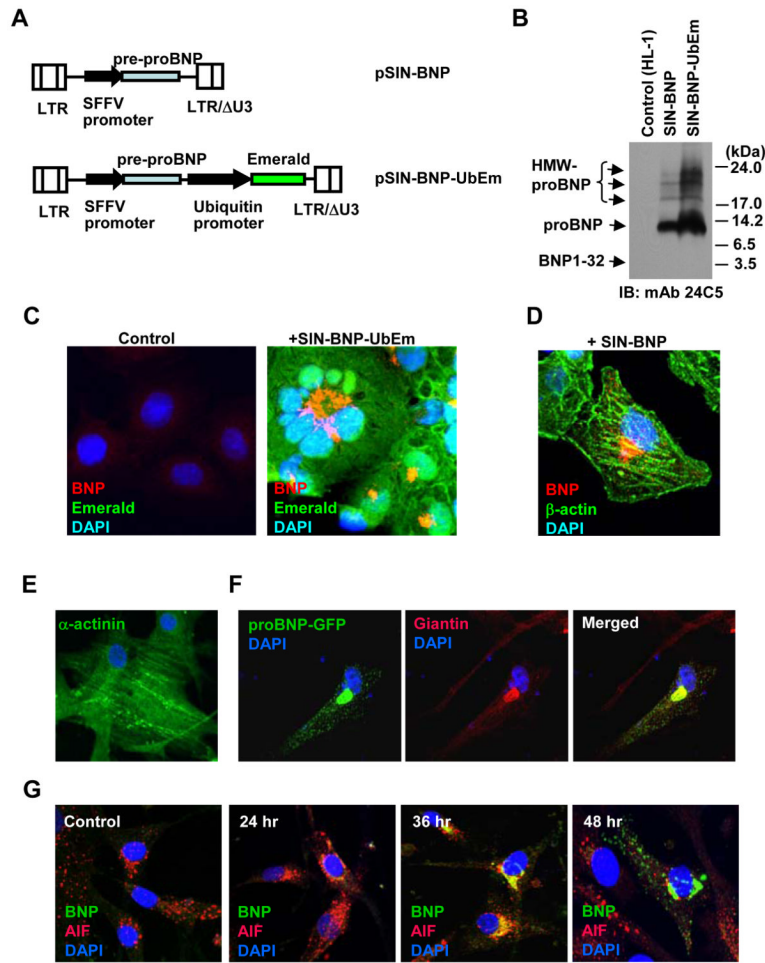 A
pre-proBNP
pSIN-BNP
LTR
SFFV
promoter
LTR/ΔU3
pre-proBNP
Emerald
pSIN-BNP-UbEm
LTR
SFFV
promoter
Ubiquitin
promoter
LTR/ΔU3
B
Control (HL-1)
SIN-BNP
SIN-BNP-UbEm
(kDa)
HMW-
proBNP
proBNP
BNP1-32
24.0
17.0
14.2
6.5
3.5
IB: mAb 24C5
C
Control
BNP
Emerald
DAPI
+SIN-BNP-UbEm
BNP
Emerald
DAPI
D
+ SIN-BNP
BNP
β-actin
DAPI
E
α-actinin
F
proBNP-GFP
DAPI
Giantin
DAPI
Merged
G
Control
BNP
AIF
DAPI
24 hr
BNP
AIF
DAPI
36 hr
BNP
AIF
DAPI
48 hr
BNP
AIF
DAPI